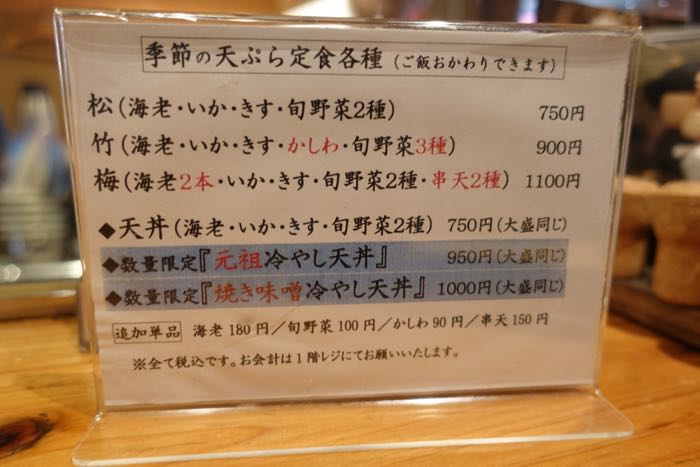 季節の天ぷら定食各種(ご飯おかわりできます)
松(海老・いか・きす・旬野菜2種) 750円
竹(海老・いか・きす・かしわ・旬野菜3種) 900円
梅(海老2本・いか・きす・旬野菜2種・串天2種) 1100円
◆天丼(海老・いか・きす・旬野菜2種) 750円(大盛同じ)
◆数量限定『元祖冷やし天丼』 950円(大盛同じ)
◆数量限定『焼き味噌冷やし天丼』 1000円(大盛同じ)
追加単品 海老180円/旬野菜100円/かしわ90円/串天150円
※全て税込です。お会計は1階レジにてお願いいたします。